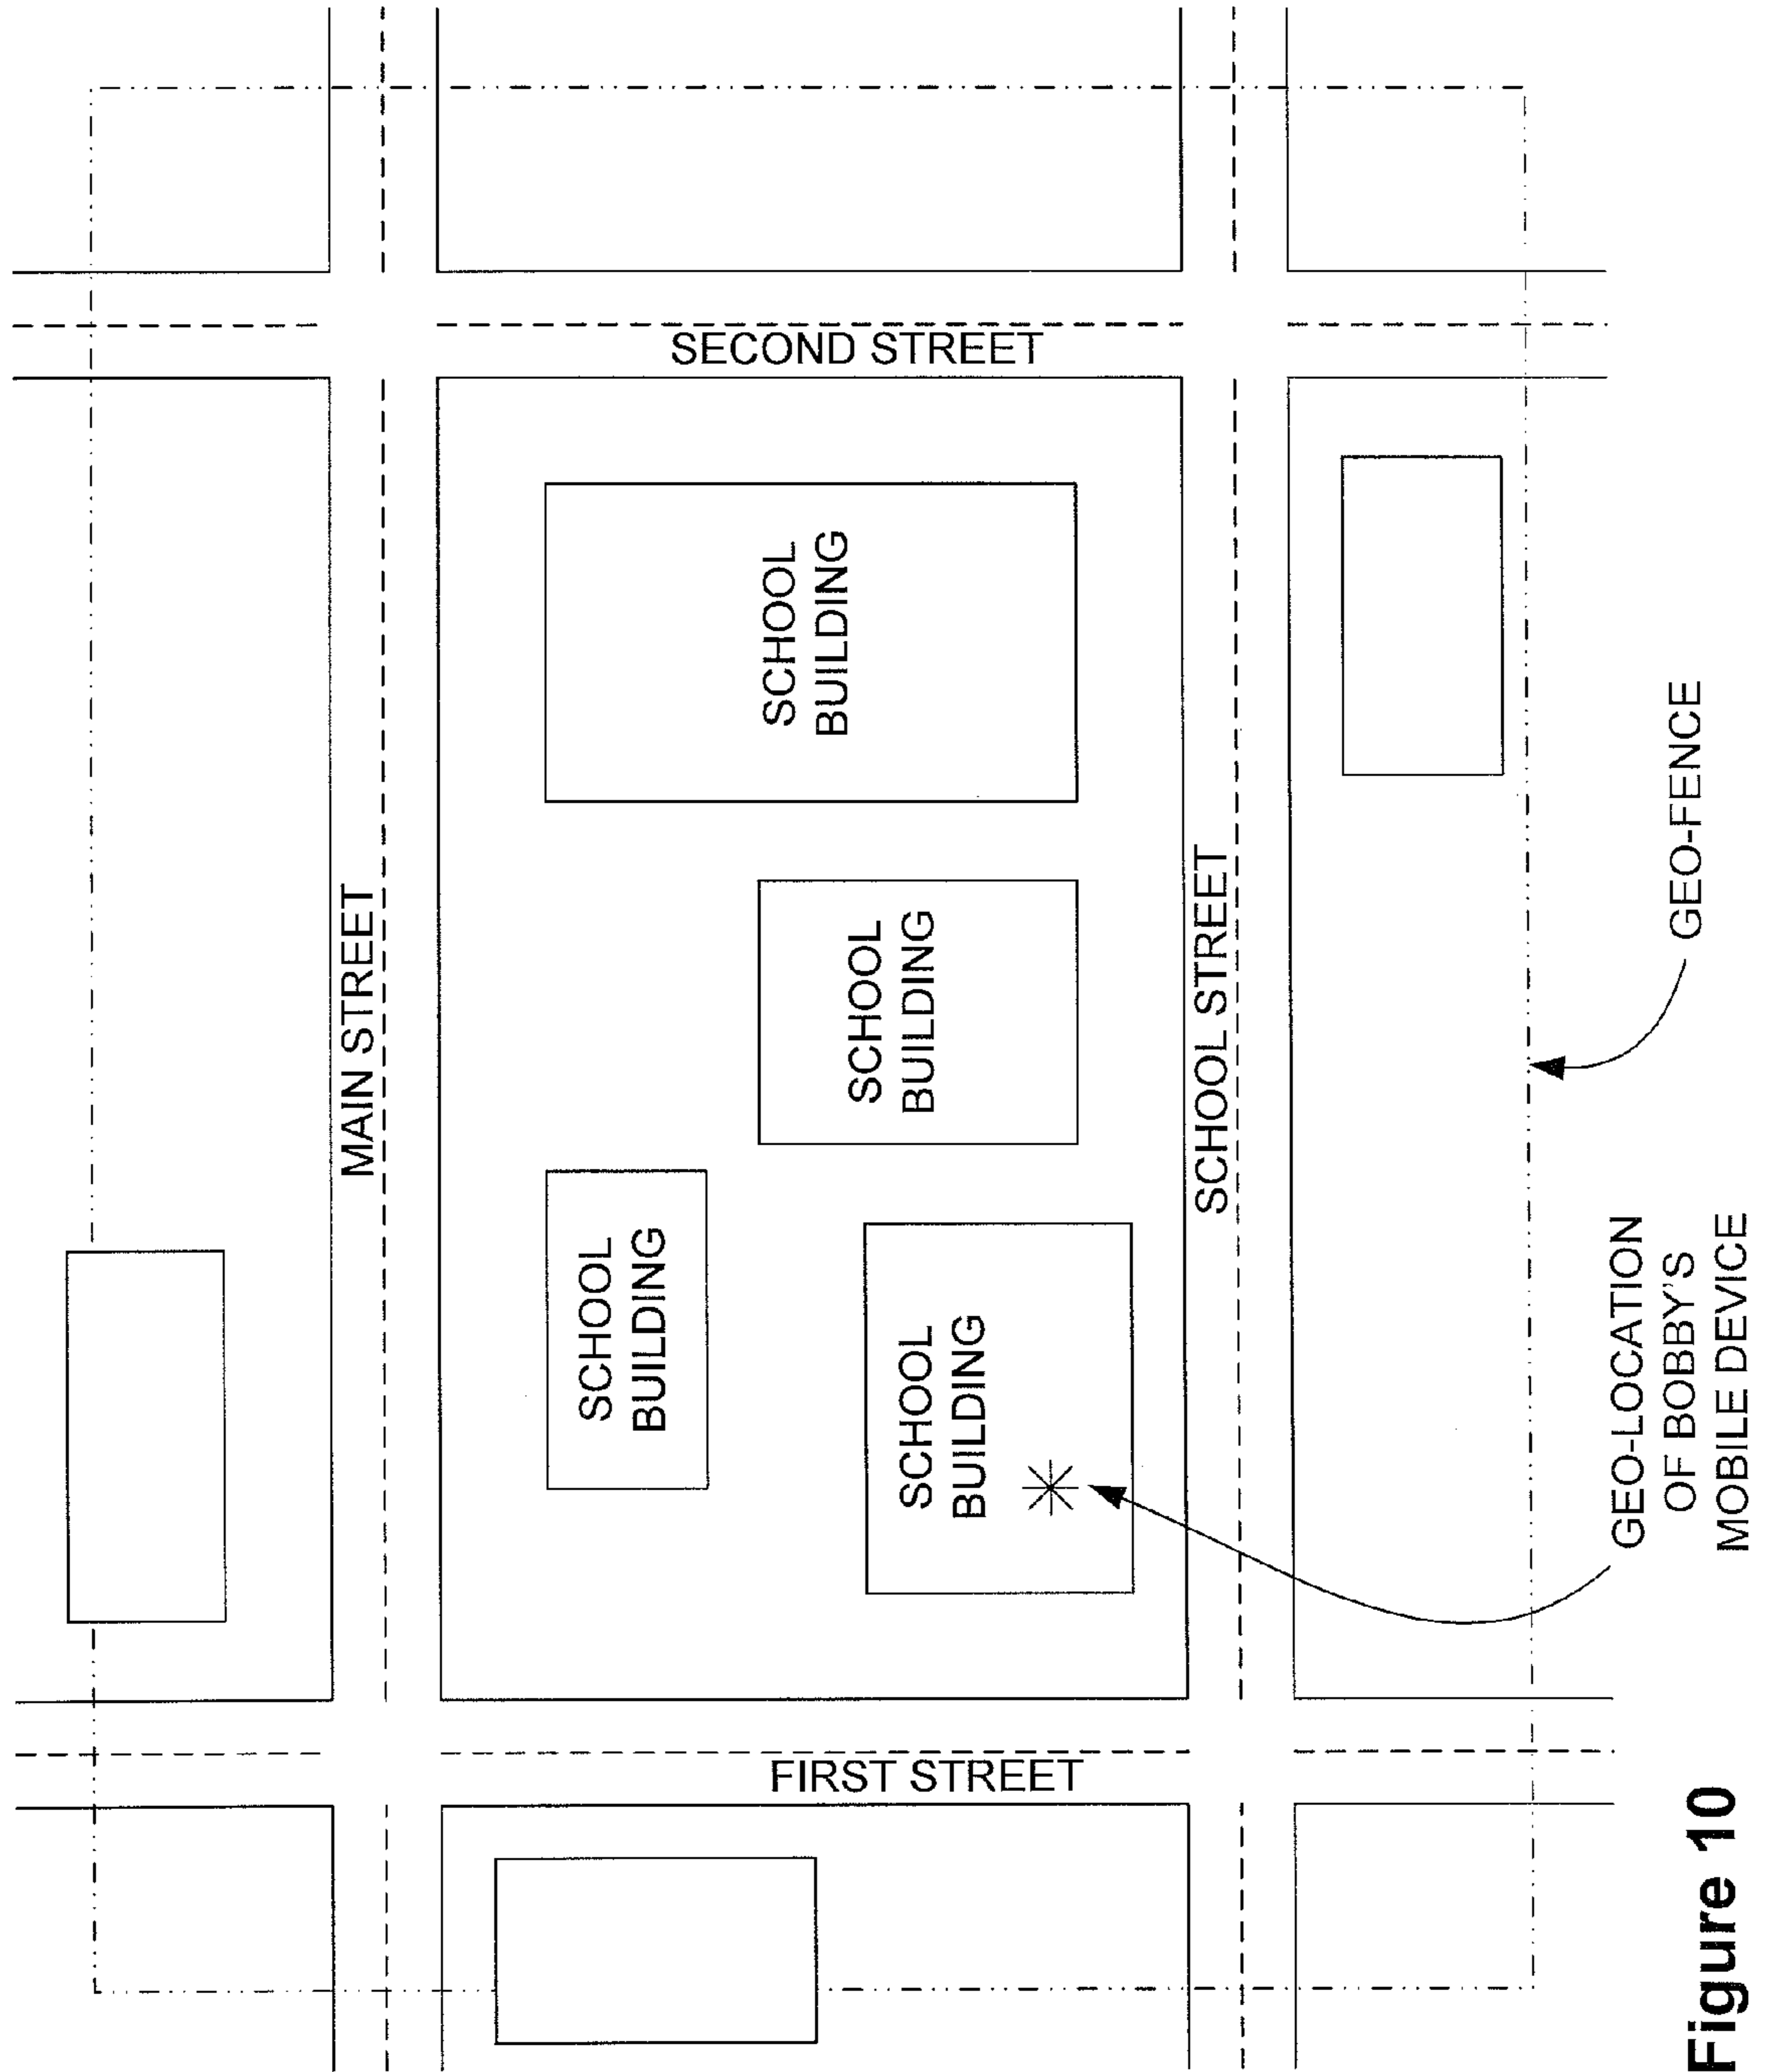 MAIN STREET
SECOND STREET
SCHOOL
BUILDING
SCHOOL
BUILDING
SCHOOL
BUILDING
SCHOOL
BUILDING
FIRST STREET
SCHOOL STREET
GEO-LOCATION
OF BOBBY'S
MOBILE DEVICE
GEO-FENCE
Figure 10